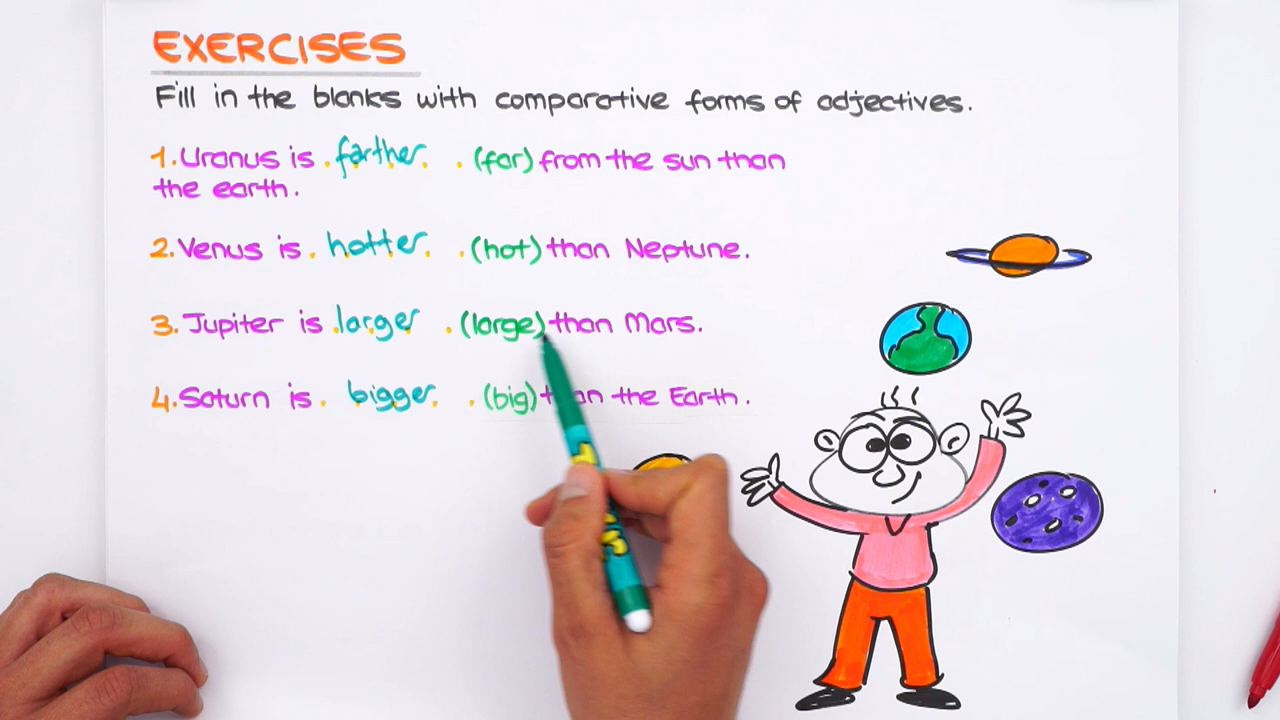 EXERCISES
Fill in the blanks with comparative forms of adjectives.
1. Uranus is . farther. . (far) from the sun than
the earth.
2. Venus is . hotter. . (hot) than Neptune.
3. Jupiter is .larger . (large) than Mars.
4. Saturn is . bigger. . (big) than the Earth.